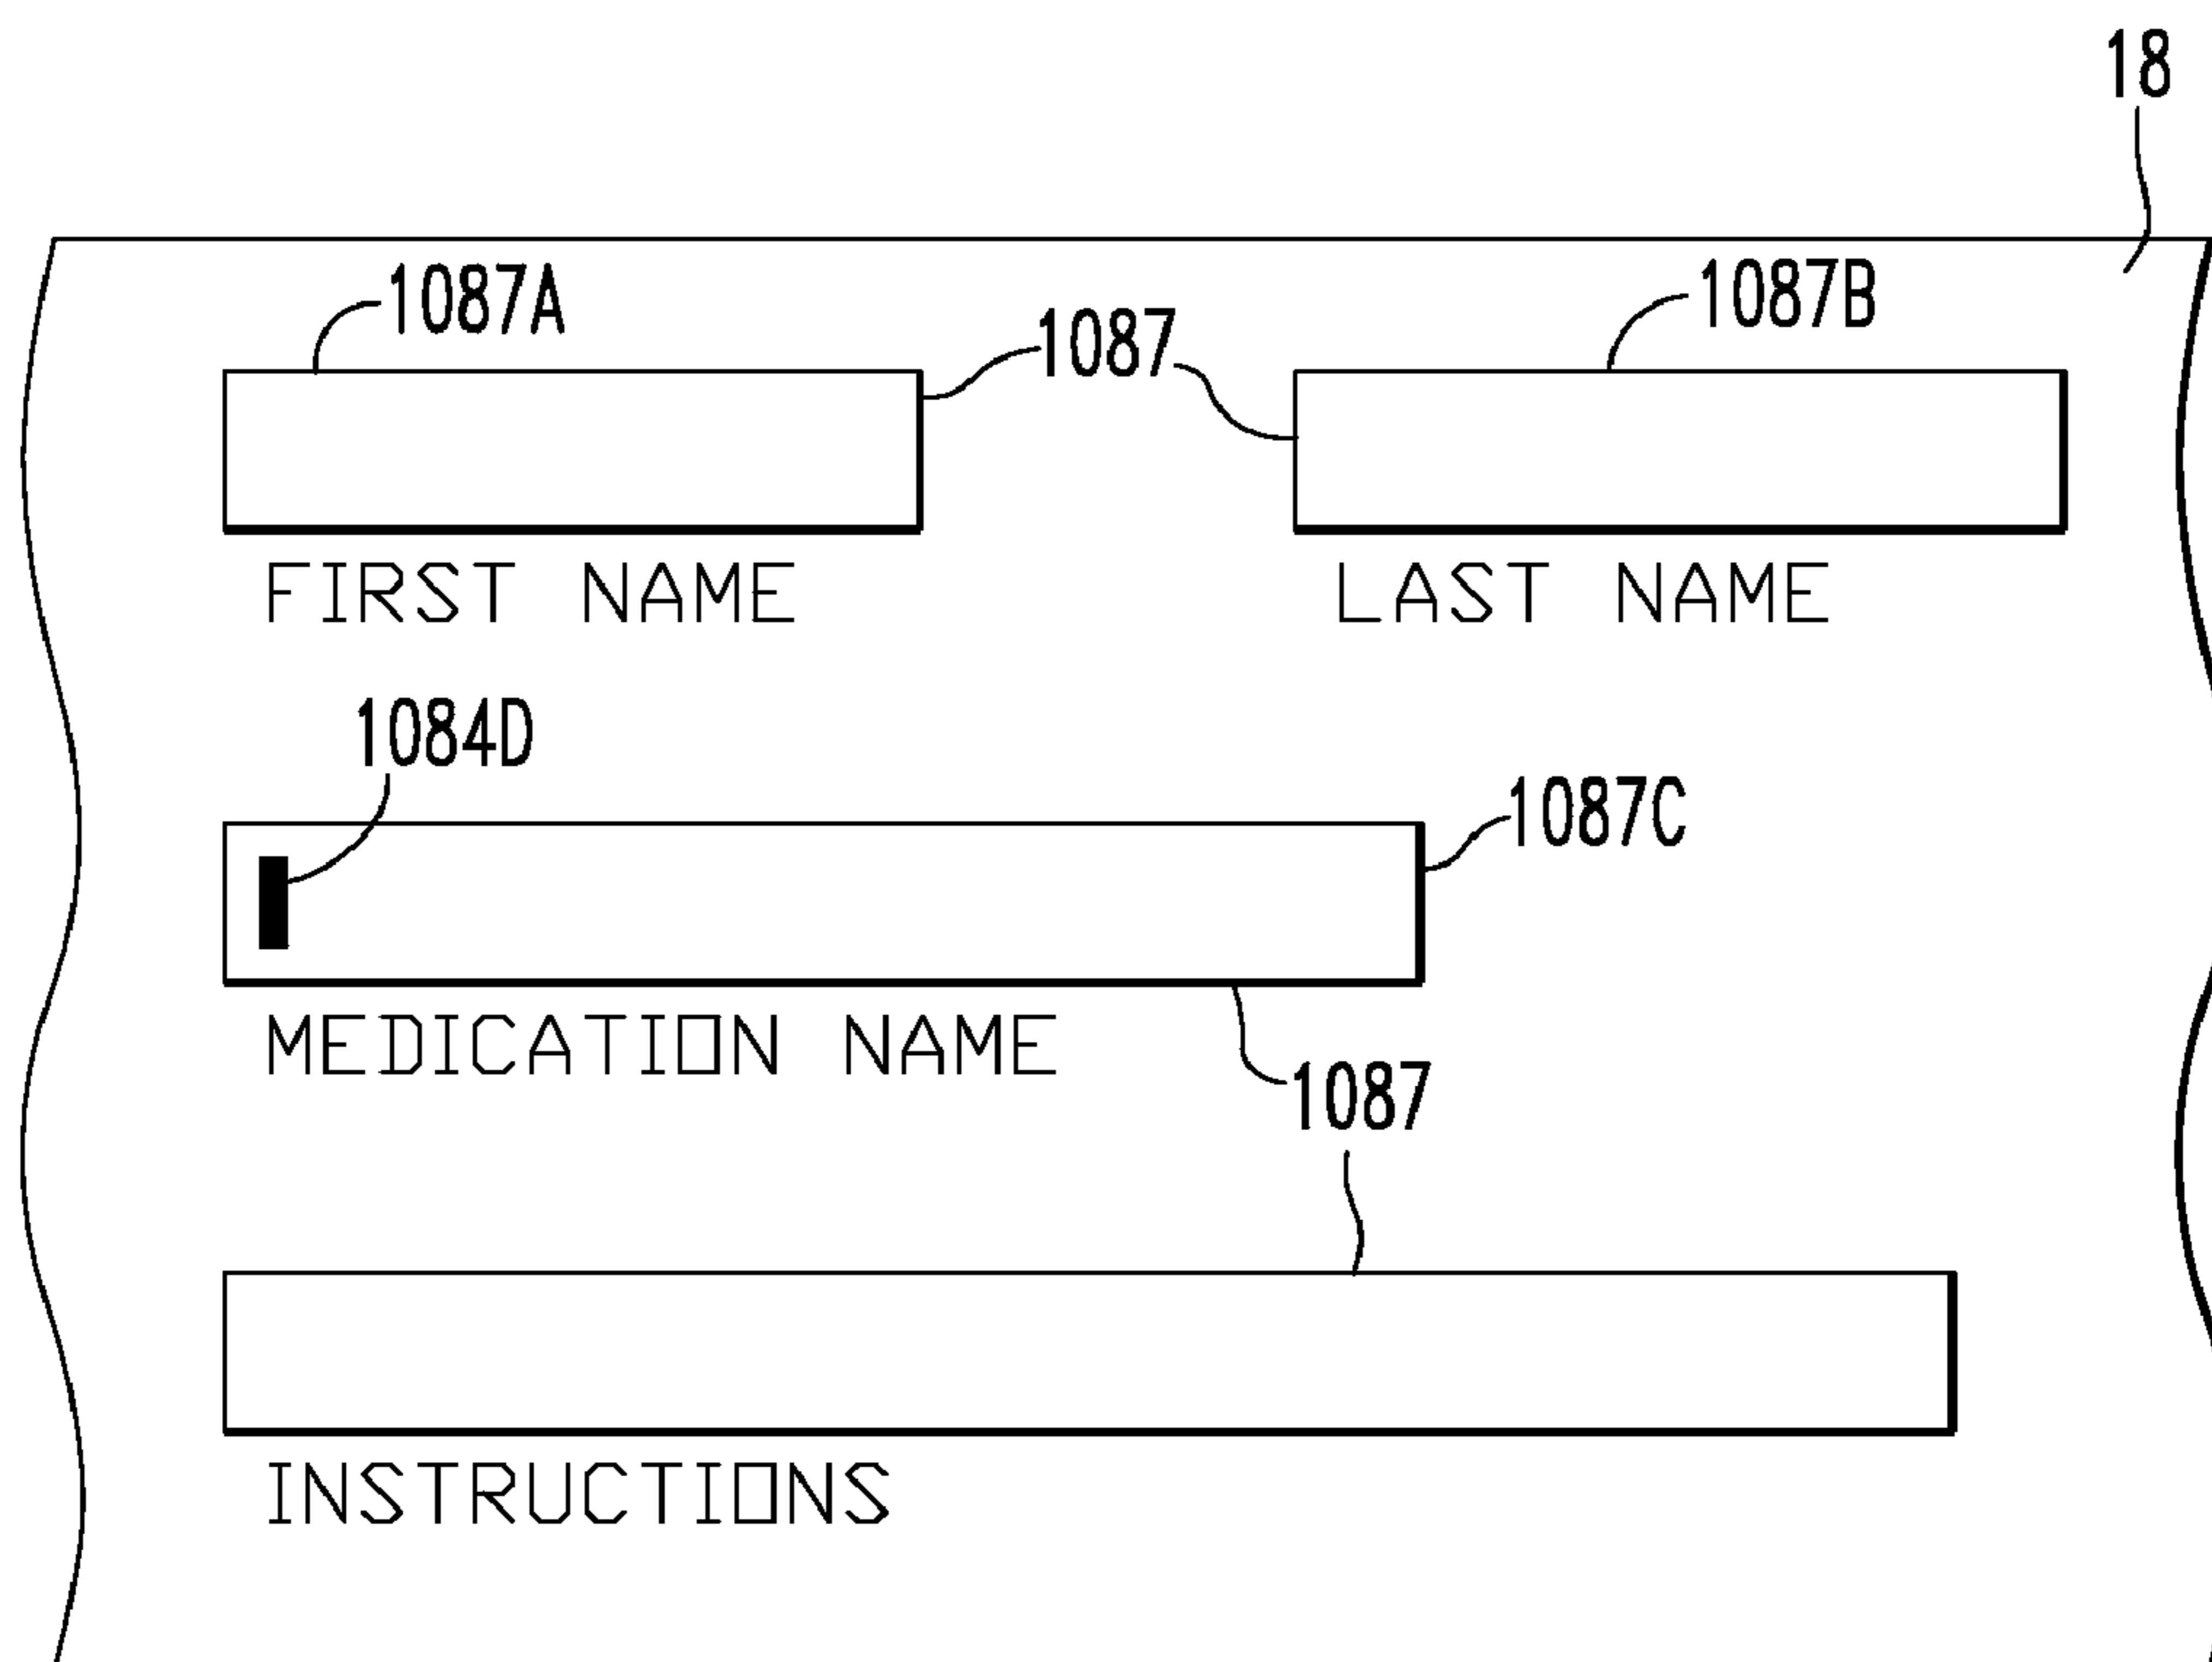 18
1087A 1087 1087B
FIRST NAME LAST NAME
1084D
1087C
MEDICATION NAME
1087
INSTRUCTIONS